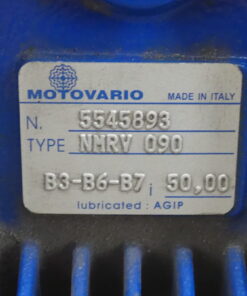 MOTOVARIO MADE IN ITALY
N. 5545893
TYPE NMRV 090
B3-B6-B7 i 50,00
lubricated : AGIP